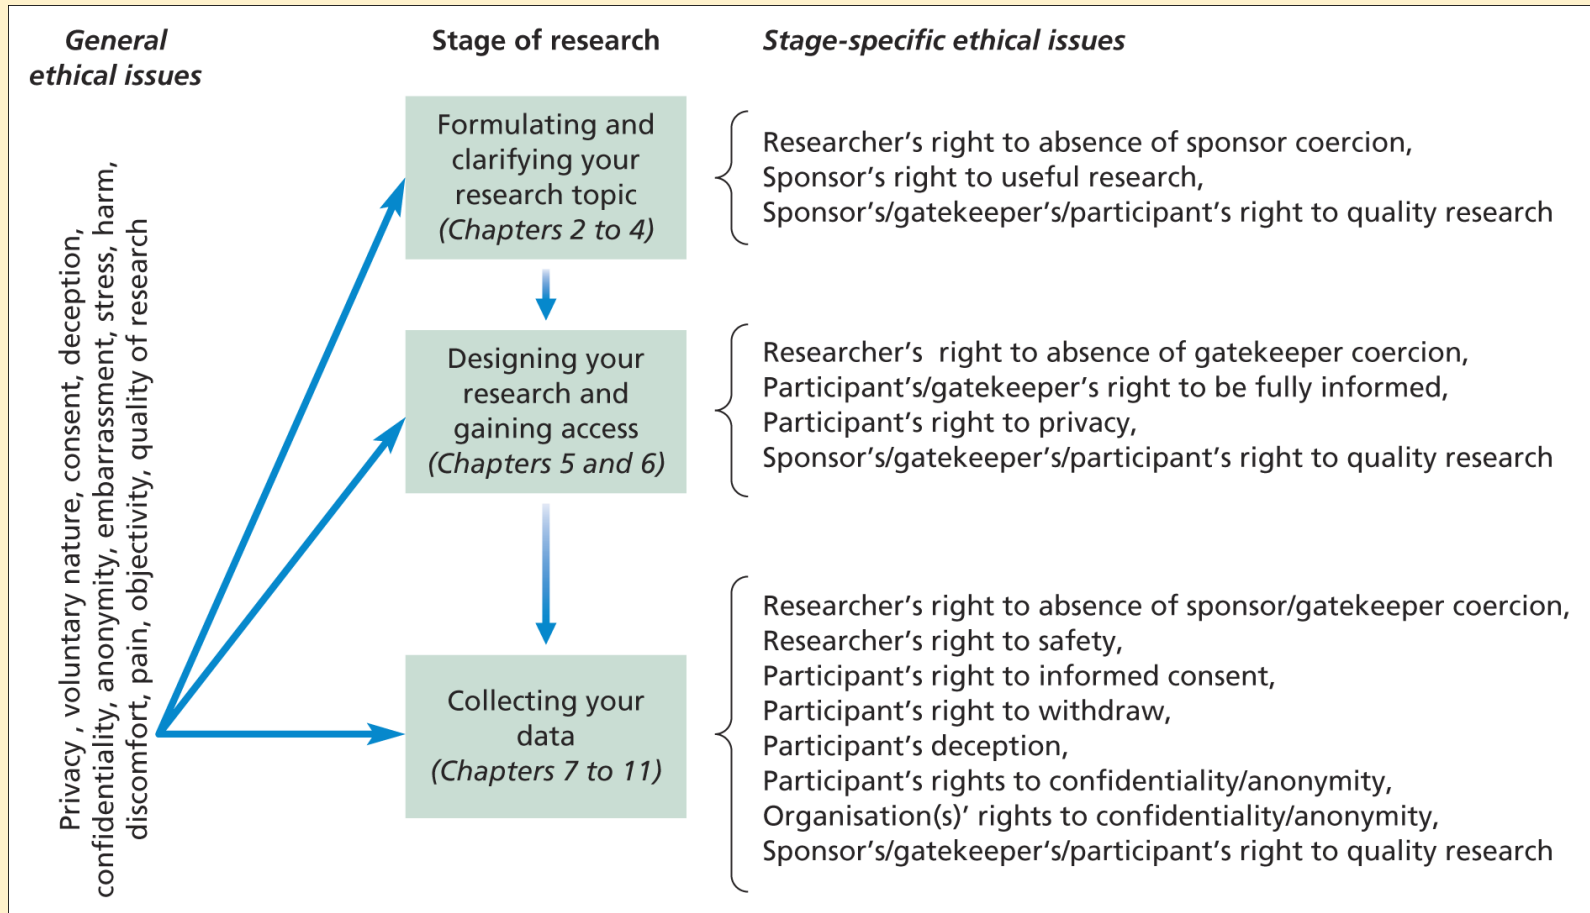 General
ethical issues
Stage of research
Stage-specific ethical issues
Privacy , voluntary nature, consent, deception,
confidentiality, anonymity, embarrassment, stress, harm,
discomfort, pain, objectivity, quality of research
Formulating and
clarifying your
research topic
(Chapters 2 to 4)
Researcher’s right to absence of sponsor coercion,
Sponsor’s right to useful research,
Sponsor’s/gatekeeper’s/participant’s right to quality research
Designing your
research and
gaining access
(Chapters 5 and 6)
Researcher’s  right to absence of gatekeeper coercion,
Participant’s/gatekeeper’s right to be fully informed,
Participant’s right to privacy,
Sponsor’s/gatekeeper’s/participant’s right to quality research
Collecting your
data
(Chapters 7 to 11)
Researcher’s right to absence of sponsor/gatekeeper coercion,
Researcher’s right to safety,
Participant’s right to informed consent,
Participant’s right to withdraw,
Participant’s deception,
Participant’s rights to confidentiality/anonymity,
Organisation(s)’ rights to confidentiality/anonymity,
Sponsor’s/gatekeeper’s/participant’s right to quality research